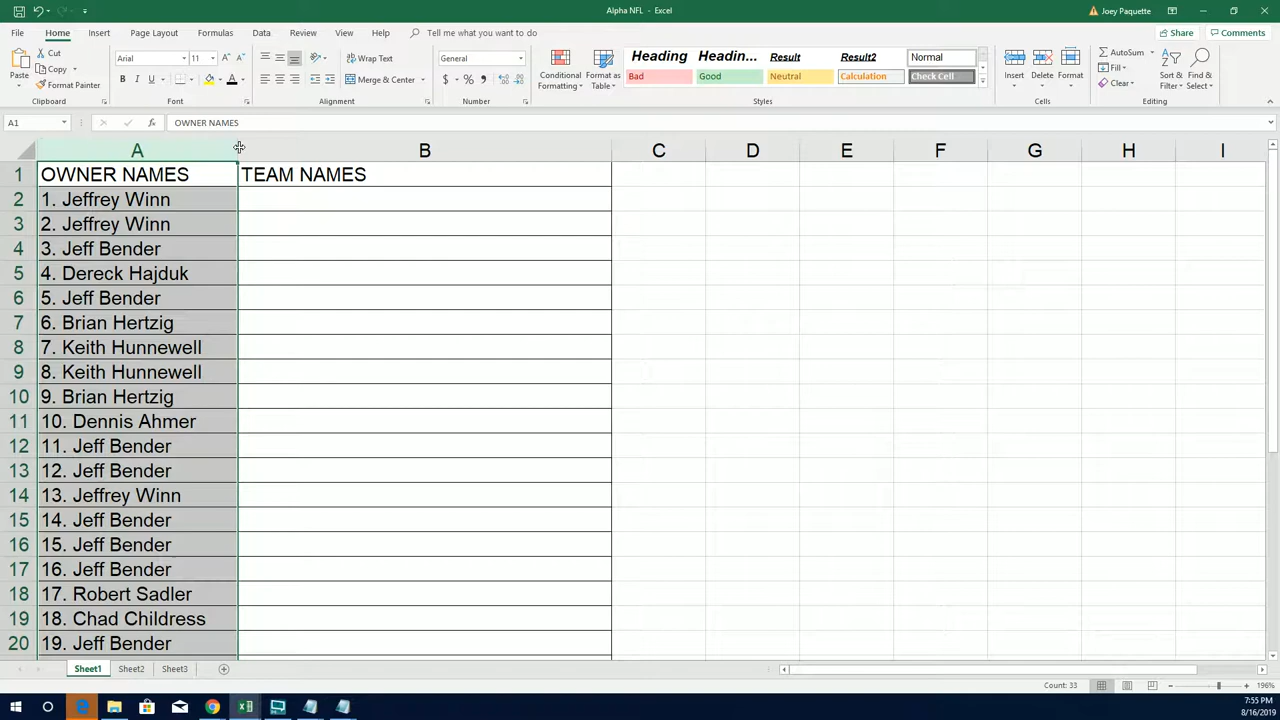 Alpha NFL - Excel
Joey Paquette
File Home Insert Page Layout Formulas Data Review View Help Tell me what you want to do
Share Comments
Paste
Cut
Copy
Format Painter
Clipboard
Arial 11
B I U
Font
Wrap Text
Merge & Center
Alignment
General
$ %
Number
Conditional Formatting
Format as Table
Heading Headin... Result Result2 Normal
Bad Good Neutral Calculation Check Cell
Styles
Insert Delete Format
Cells
AutoSum
Fill
Clear
Sort & Filter
Find & Select
Editing
A1 fx OWNER NAMES
A B C D E F G H I
1 OWNER NAMES TEAM NAMES
2 1. Jeffrey Winn
3 2. Jeffrey Winn
4 3. Jeff Bender
5 4. Dereck Hajduk
6 5. Jeff Bender
7 6. Brian Hertzig
8 7. Keith Hunnewell
9 8. Keith Hunnewell
10 9. Brian Hertzig
11 10. Dennis Ahmer
12 11. Jeff Bender
13 12. Jeff Bender
14 13. Jeffrey Winn
15 14. Jeff Bender
16 15. Jeff Bender
17 16. Jeff Bender
18 17. Robert Sadler
19 18. Chad Childress
20 19. Jeff Bender
Sheet1 Sheet2 Sheet3
Count: 33 196%
7:55 PM
8/16/2019